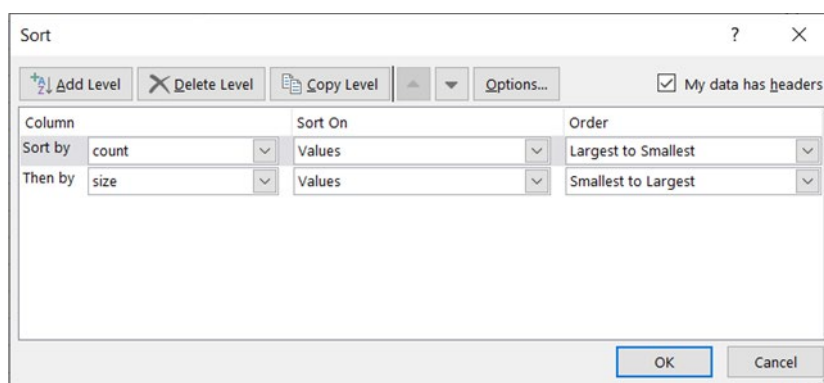 Sort ?
Add Level Delete Level Copy Level Options... My data has headers
Column Sort On Order
Sort by count Values Largest to Smallest
Then by size Values Smallest to Largest
OK Cancel